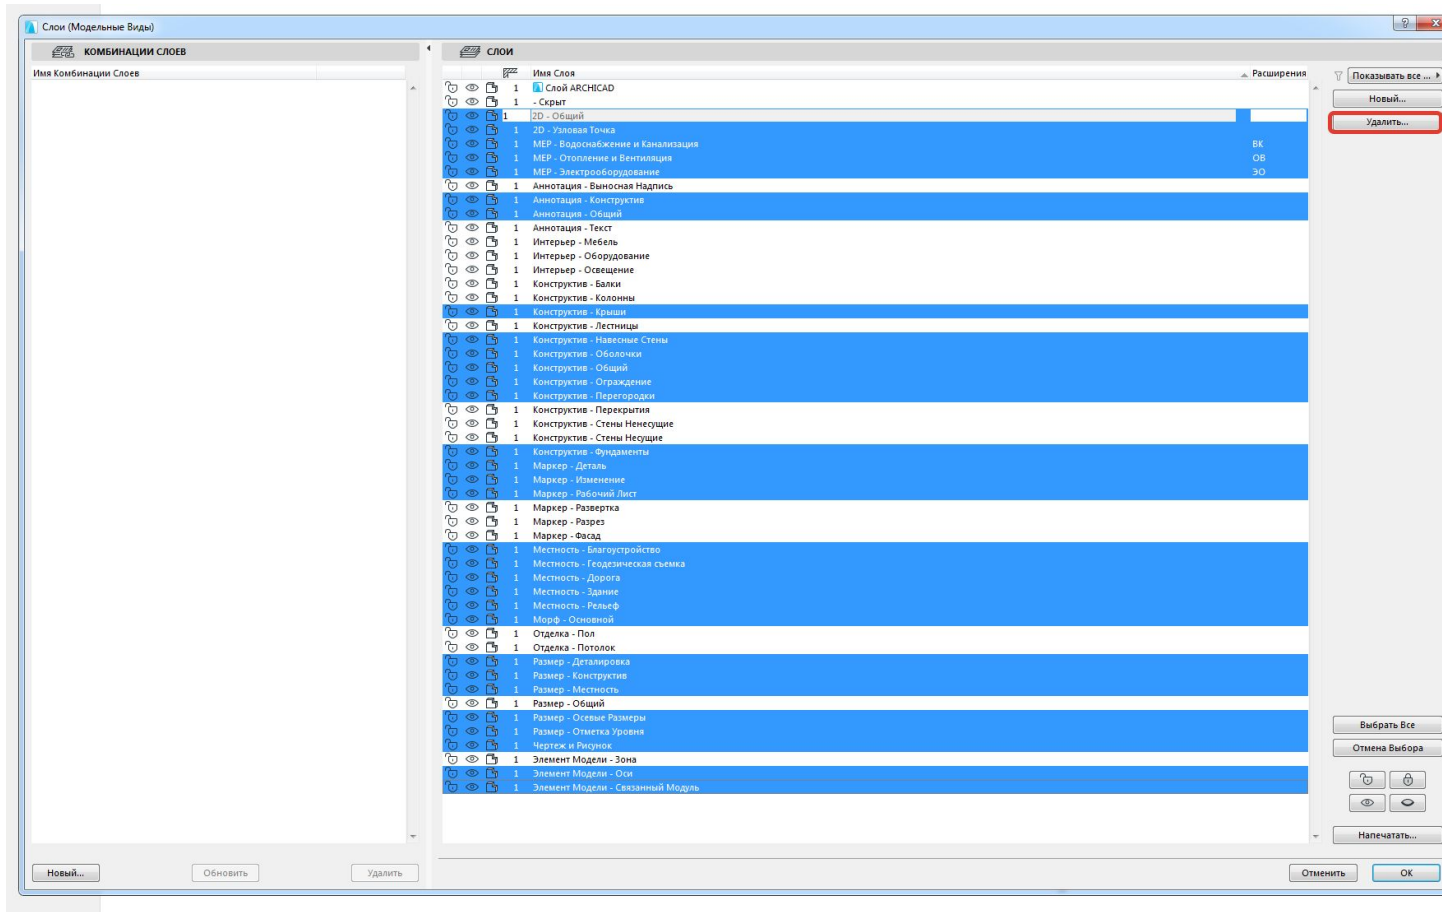 Слои (Модельные Виды)
КОМБИНАЦИИ СЛОЕВ
Имя Комбинации Слоев
СЛОИ
Имя Слоя Расширения
1 Слой ARCHICAD
1 - Скрыт
1 2D - Общий
1 2D - Узловая Точка
1 МЕР - Водоснабжение и Канализация ВК
1 МЕР - Отопление и Вентиляция ОВ
1 МЕР - Электрооборудование ЭО
1 Аннотация - Выносная Надпись
1 Аннотация - Конструктив
1 Аннотация - Общий
1 Аннотация - Текст
1 Интерьер - Мебель
1 Интерьер - Оборудование
1 Интерьер - Освещение
1 Конструктив - Балки
1 Конструктив - Колонны
1 Конструктив - Крыши
1 Конструктив - Лестницы
1 Конструктив - Навесные Стены
1 Конструктив - Оболочки
1 Конструктив - Общий
1 Конструктив - Ограждение
1 Конструктив - Перегородки
1 Конструктив - Перекрытия
1 Конструктив - Стены Ненесущие
1 Конструктив - Стены Несущие
1 Конструктив - Фундаменты
1 Маркер - Деталь
1 Маркер - Изменение
1 Маркер - Рабочий Лист
1 Маркер - Развертка
1 Маркер - Разрез
1 Маркер - Фасад
1 Местность - Благоустройство
1 Местность - Геодезическая съемка
1 Местность - Дорога
1 Местность - Здание
1 Местность - Рельеф
1 Морф - Основной
1 Отделка - Пол
1 Отделка - Потолок
1 Размер - Деталировка
1 Размер - Конструктив
1 Размер - Местность
1 Размер - Общий
1 Размер - Осевые Размеры
1 Размер - Отметка Уровня
1 Чертеж и Рисунок
1 Элемент Модели - Зона
1 Элемент Модели - Оси
1 Элемент Модели - Связанный Модуль
Показывать все ...
Новый...
Удалить...
Выбрать Все
Отмена Выбора
Напечатать...
Новый... Обновить Удалить
Отменить OK